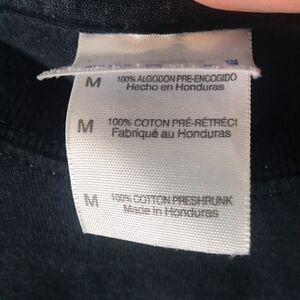 M 100% ALGODON PRE-ENCOGIDO
Hecho en Honduras
M 100% COTON PRÉ-RÉTRÉCI
Fabriqué au Honduras
M 100% COTTON PRESHRUNK
Made in Honduras